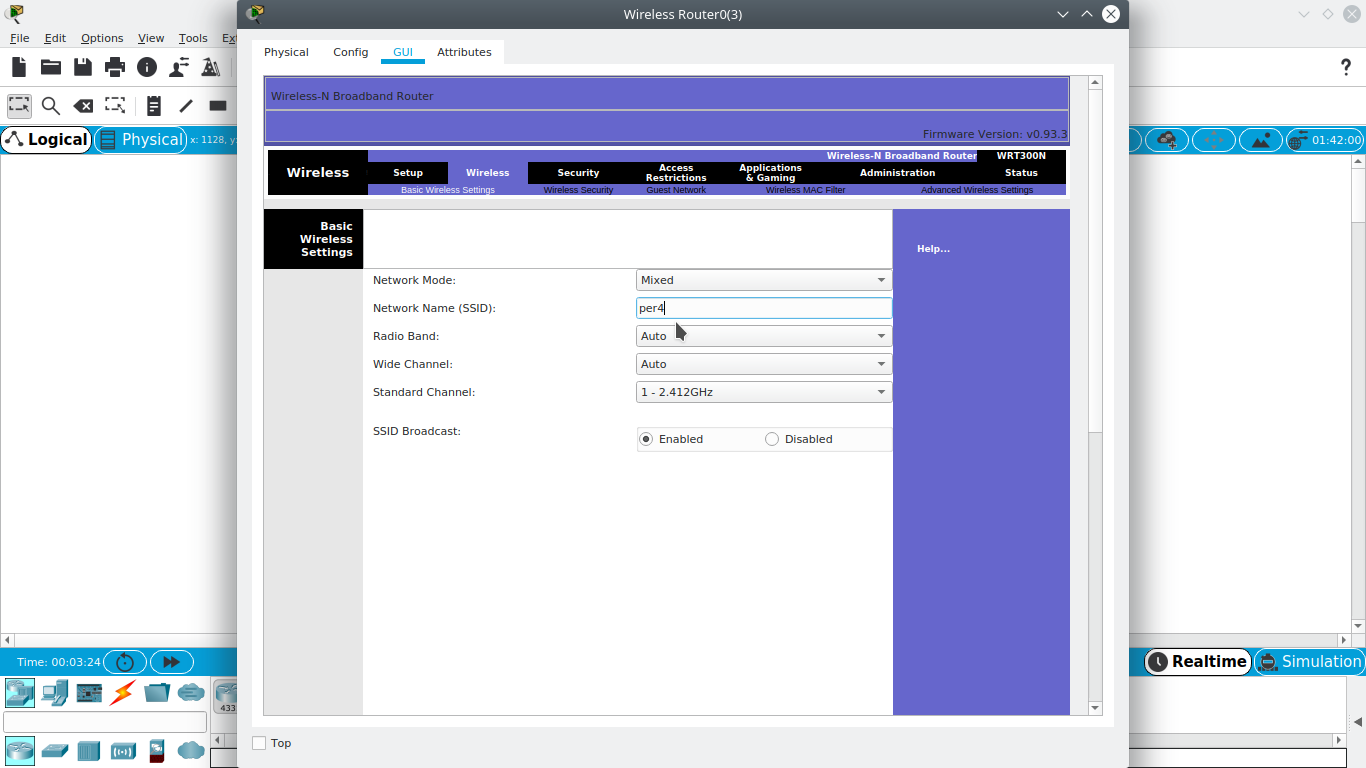 Wireless Router0(3)
File Edit Options View Tools Ex
Physical Config GUI Attributes
?
Wireless-N Broadband Router
Firmware Version: v0.93.3
Logical Physical x: 1128, y
01:42:00
Wireless-N Broadband Router WRT300N
Wireless
Setup Wireless Security Access Restrictions Applications & Gaming Administration Status
Basic Wireless Settings Wireless Security Guest Network Wireless MAC Filter Advanced Wireless Settings
Basic
Wireless
Settings
Help...
Network Mode: Mixed
Network Name (SSID): per4
Radio Band: Auto
Wide Channel: Auto
Standard Channel: 1 - 2.412GHz
SSID Broadcast: Enabled Disabled
Time: 00:03:24
Realtime Simulation
433
Top